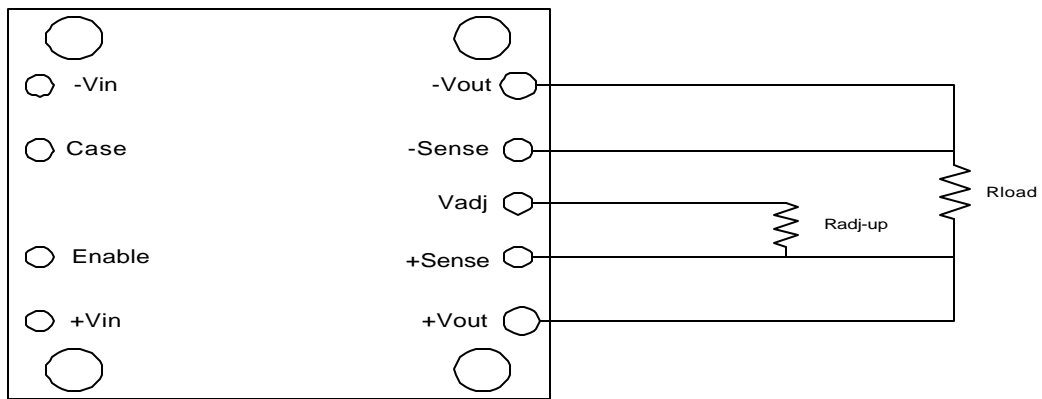 -Vin
-Vout
Case
-Sense
Vadj
Rload
Radj-up
Enable
+Sense
+Vin
+Vout